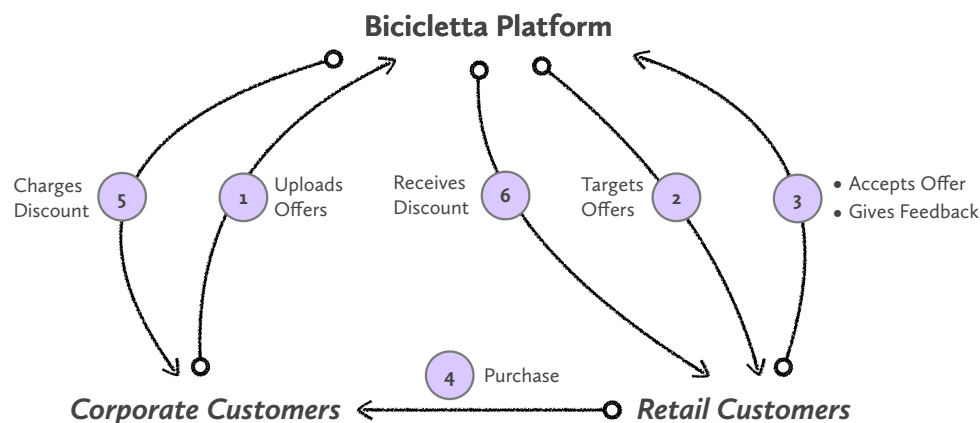 Bicicletta Platform
Charges
Discount
5
1
Uploads
Offers
Receives
Discount
6
Targets
Offers
2
3
• Accepts Offer
• Gives Feedback
4
Purchase
Corporate Customers
Retail Customers